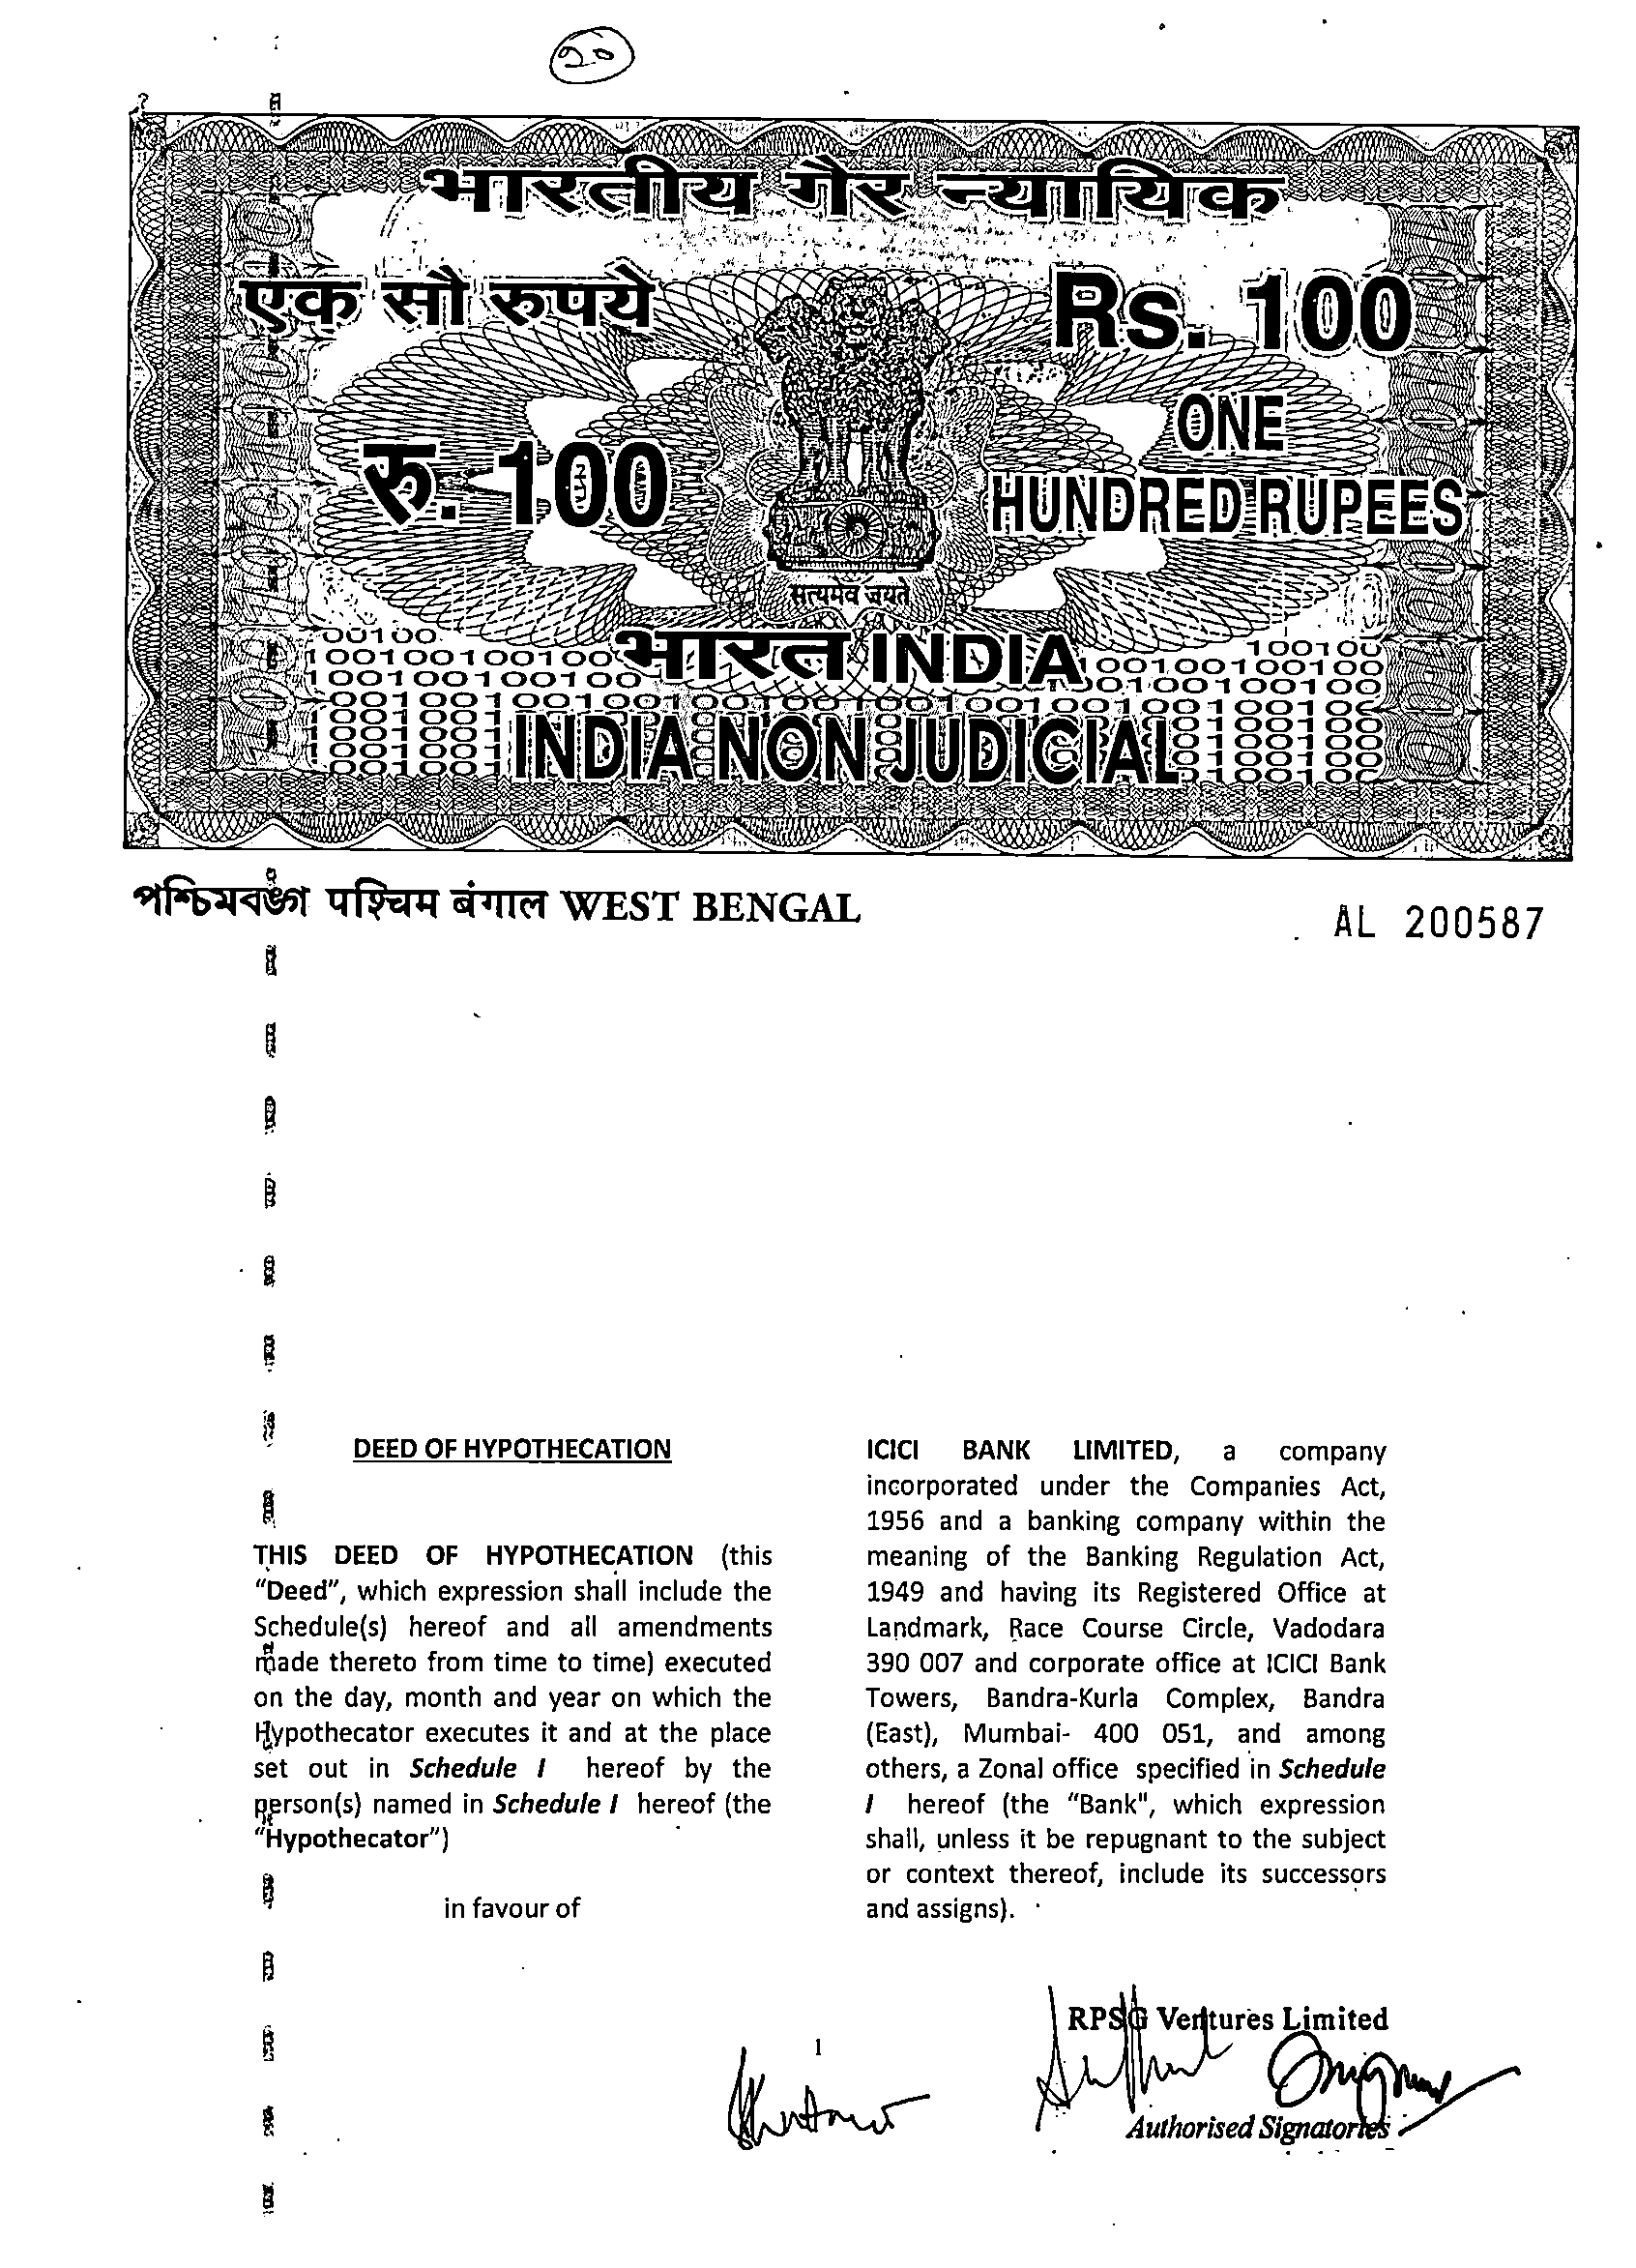 20
भारतीय गैर न्यायिक
एक सौ रुपये
Rs. 100
रु. 100
ONE
HUNDRED RUPEES
सत्यमेव जयते
भारत INDIA
INDIA NON JUDICIAL
পশ্চিমবঙ্গ पश्चिम बंगाल WEST BENGAL
AL 200587
DEED OF HYPOTHECATION
THIS DEED OF HYPOTHECATION (this
"Deed", which expression shall include the
Schedule(s) hereof and all amendments
made thereto from time to time) executed
on the day, month and year on which the
Hypothecator executes it and at the place
set out in Schedule I hereof by the
person(s) named in Schedule I hereof (the
"Hypothecator")
in favour of
ICICI BANK LIMITED, a company
incorporated under the Companies Act,
1956 and a banking company within the
meaning of the Banking Regulation Act,
1949 and having its Registered Office at
Landmark, Race Course Circle, Vadodara
390 007 and corporate office at ICICI Bank
Towers, Bandra-Kurla Complex, Bandra
(East), Mumbai- 400 051, and among
others, a Zonal office specified in Schedule
I hereof (the "Bank", which expression
shall, unless it be repugnant to the subject
or context thereof, include its successors
and assigns).
1
RPSG Ventures Limited
Authorised Signatories